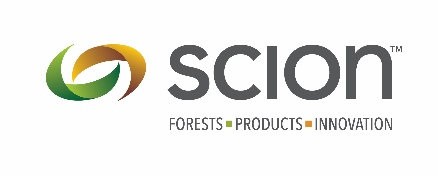 SCION™
FORESTS ▪ PRODUCTS ▪ INNOVATION